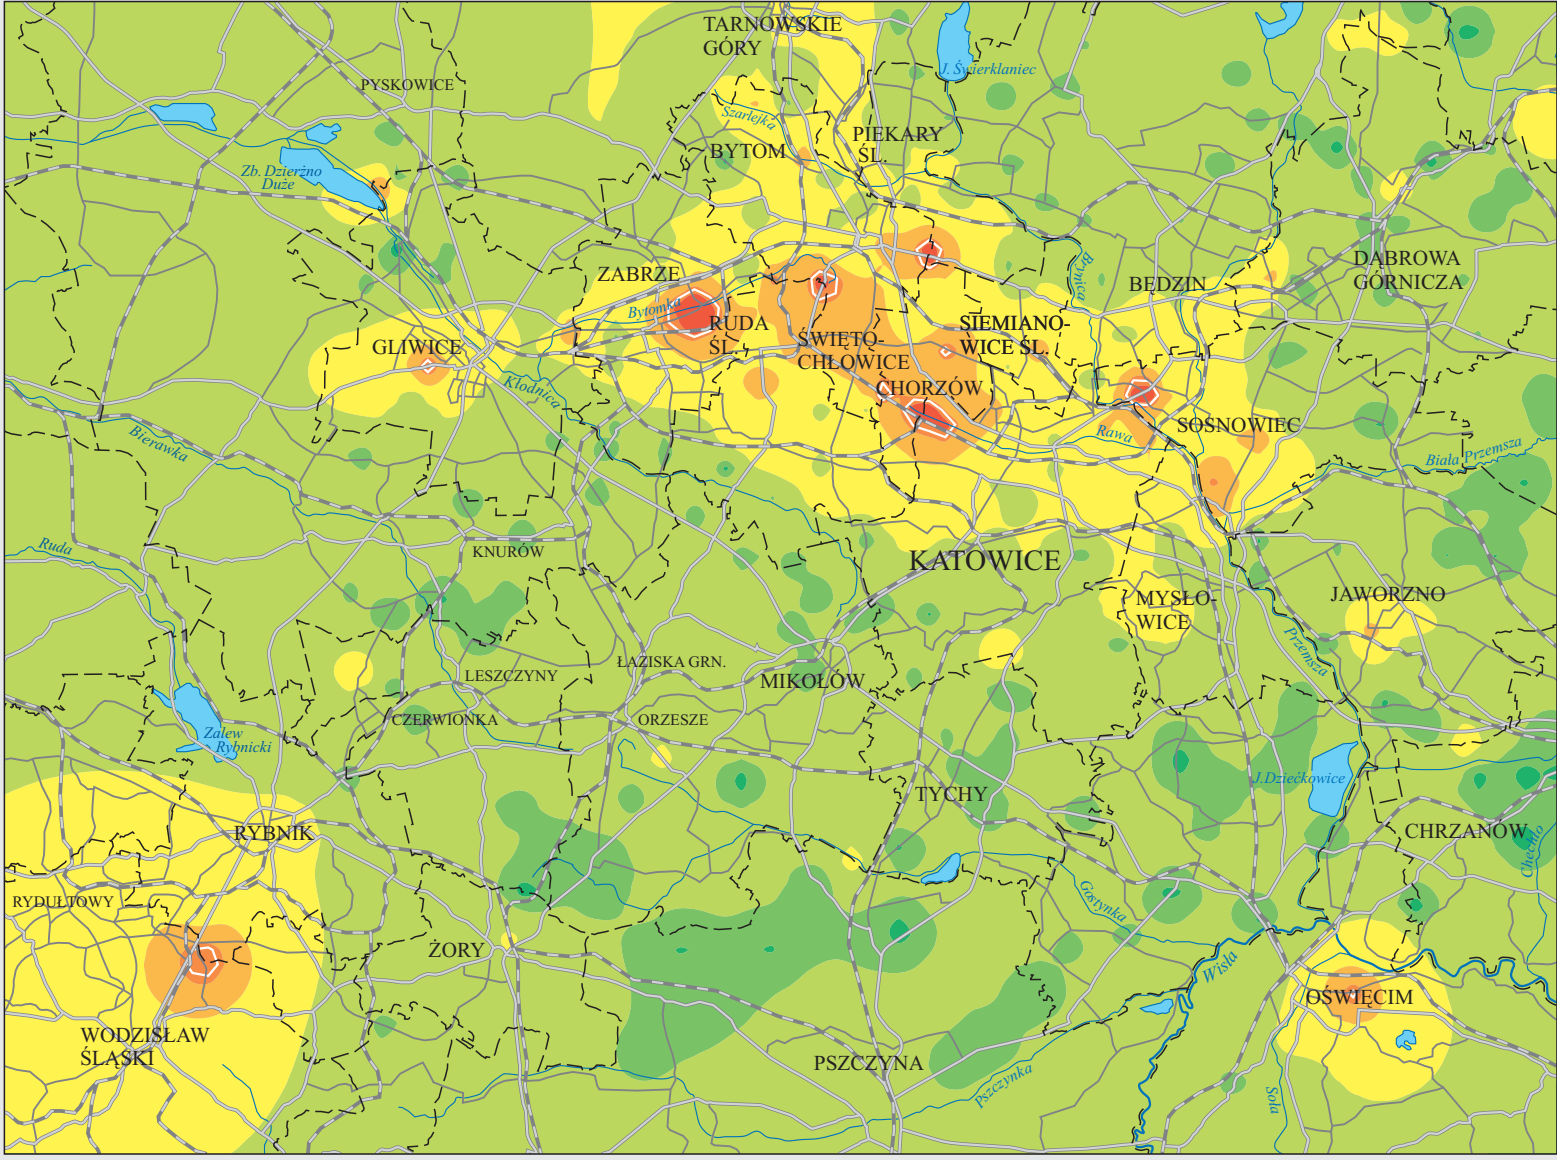 TARNOWSKIE
GÓRY
J. Świerklaniec
PYSKOWICE
Szarlejka
PIEKARY
ŚL.
BYTOM
Zb. Dzierżno
Duże
ZABRZE
Brynica
BĘDZIN
DĄBROWA
GÓRNICZA
Bytomka
RUDA
ŚL.
SIEMIANO-
WICE ŚL.
ŚWIĘTO-
CHŁOWICE
GLIWICE
Kłodnica
CHORZÓW
Rawa
SOSNOWIEC
Bierawka
Biała Przemsza
Ruda
KNURÓW
KATOWICE
MYSŁO-
WICE
JAWORZNO
Przemsza
LESZCZYNY
ŁAZISKA GRN.
MIKOŁÓW
CZERWIONKA
ORZESZE
Zalew
Rybnicki
J.Dziećkowice
TYCHY
RYBNIK
CHRZANÓW
Chechło
RYDUŁTOWY
Gostynka
ŻORY
Wisła
OŚWIĘCIM
WODZISŁAW
ŚLĄSKI
PSZCZYNA
Pszczynka
Soła